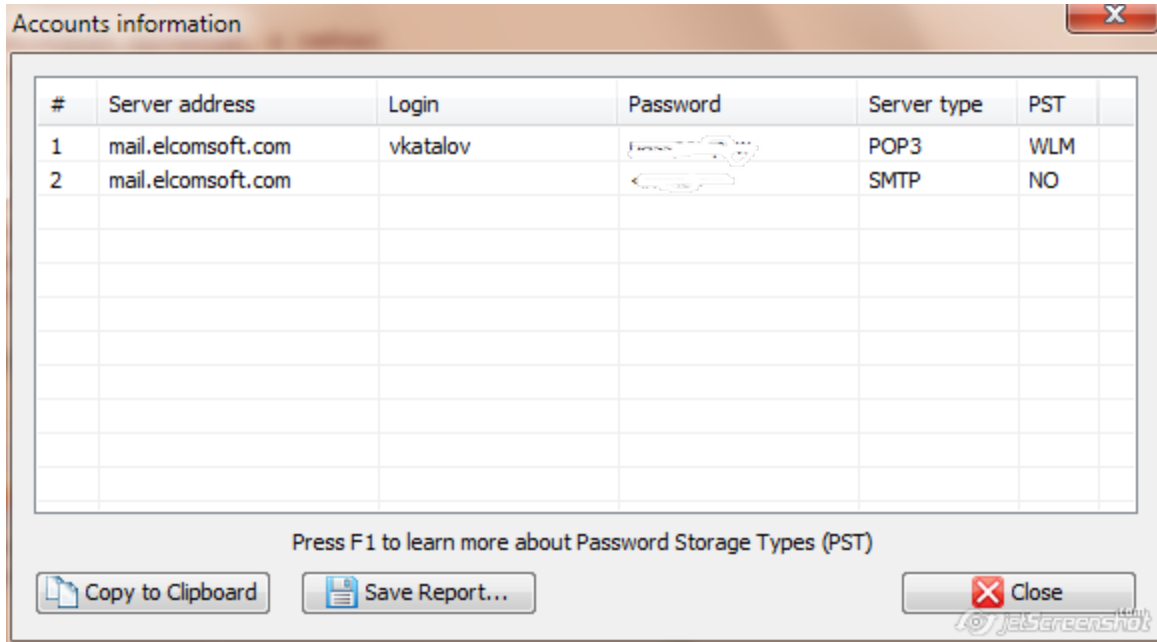 Accounts information
# Server address Login Password Server type PST
1 mail.elcomsoft.com vkatalov POP3 WLM
2 mail.elcomsoft.com SMTP NO
Press F1 to learn more about Password Storage Types (PST)
Copy to Clipboard Save Report... Close
jetScreenshot